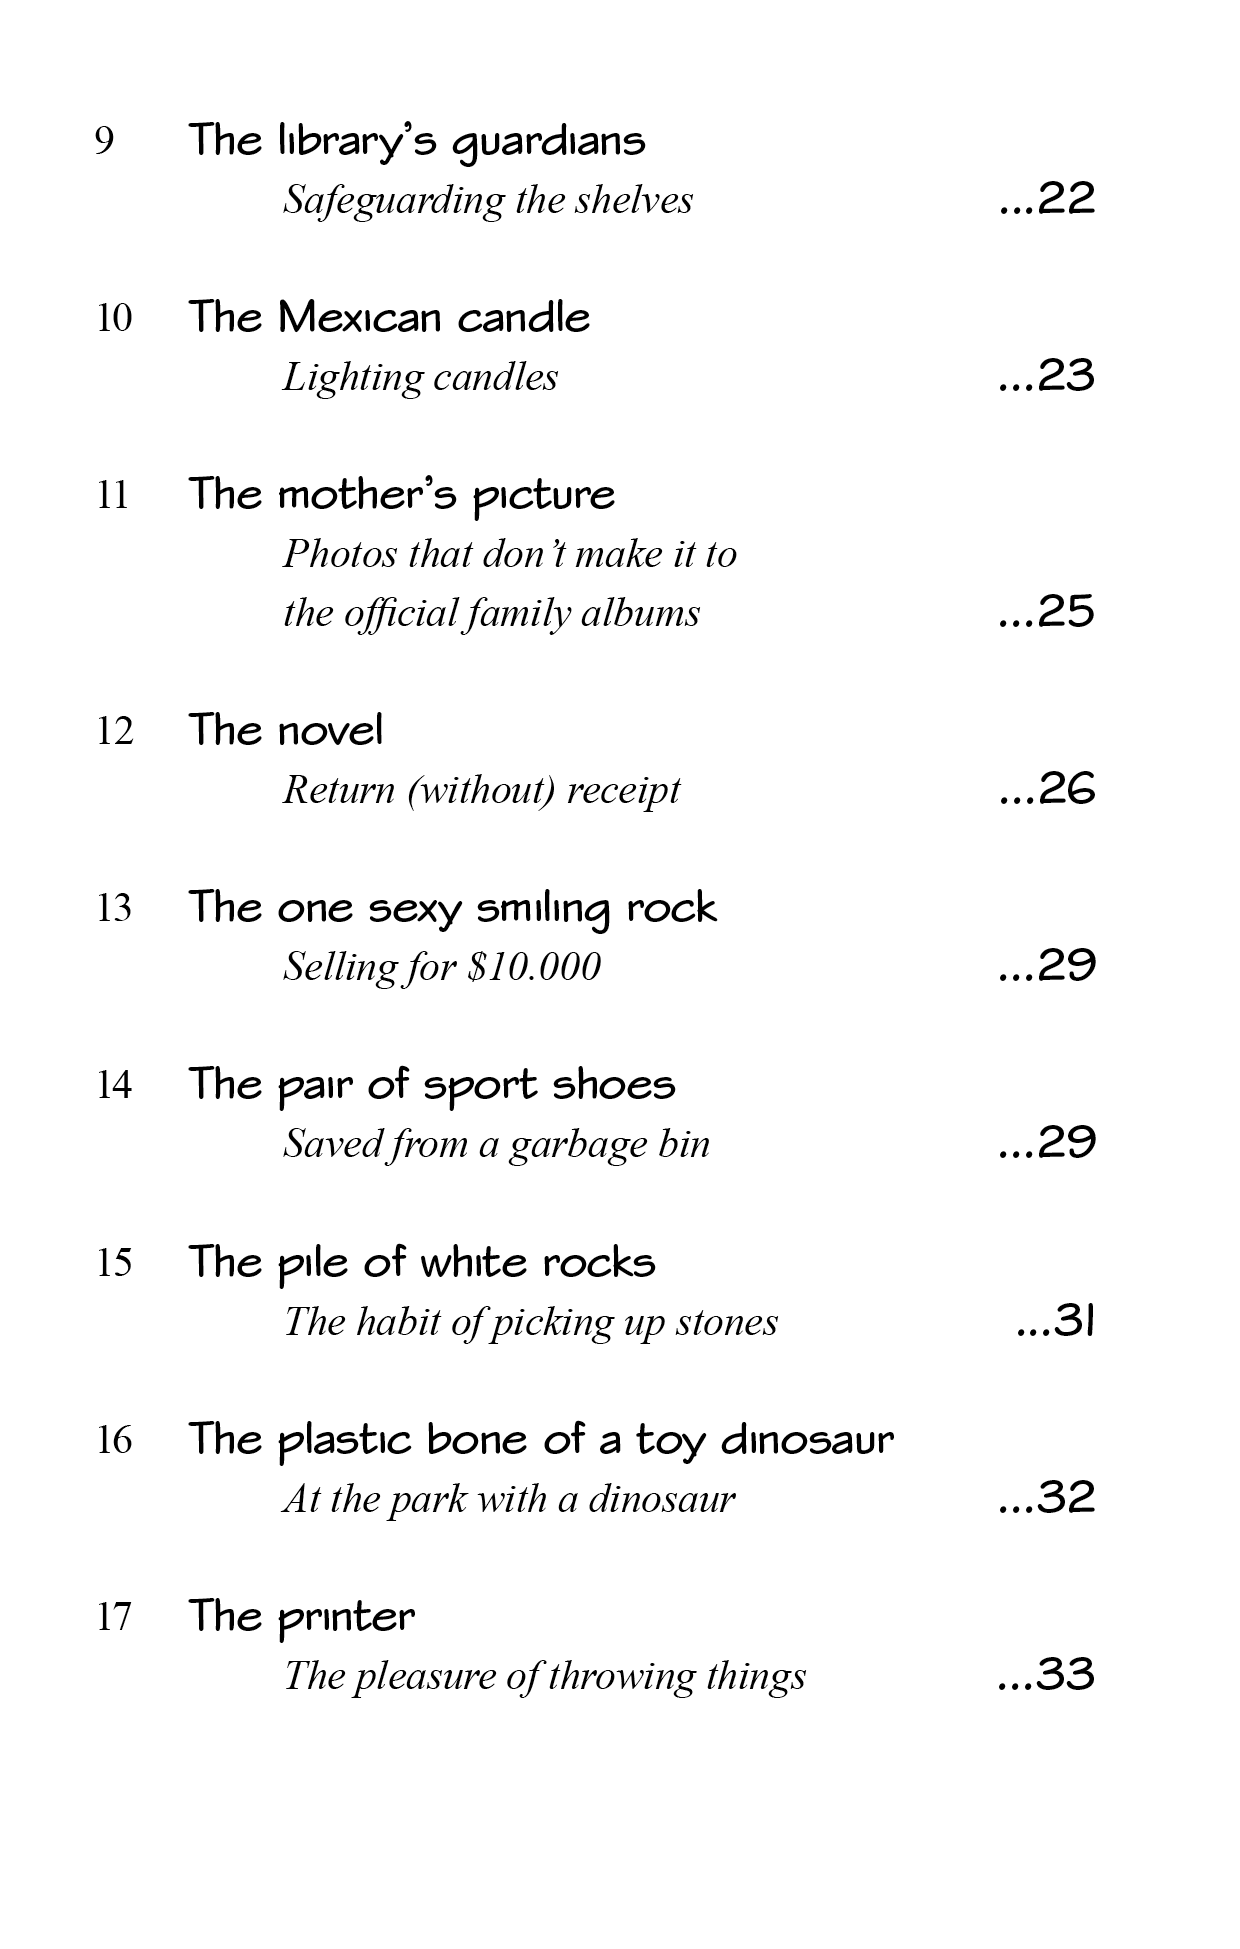 9 The library’s guardians
Safeguarding the shelves ...22
10 The Mexican candle
Lighting candles ...23
11 The mother’s picture
Photos that don’t make it to
the official family albums ...25
12 The novel
Return (without) receipt ...26
13 The one sexy smiling rock
Selling for $10.000 ...29
14 The pair of sport shoes
Saved from a garbage bin ...29
15 The pile of white rocks
The habit of picking up stones ...31
16 The plastic bone of a toy dinosaur
At the park with a dinosaur ...32
17 The printer
The pleasure of throwing things ...33